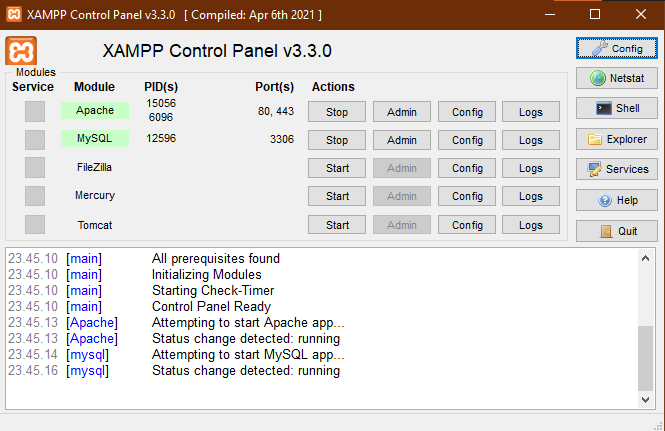 XAMPP Control Panel v3.3.0 [ Compiled: Apr 6th 2021 ]
XAMPP Control Panel v3.3.0
Config
Modules
Netstat
Service Module PID(s) Port(s) Actions
Apache 15056 6096 80, 443 Stop Admin Config Logs
Shell
MySQL 12596 3306 Stop Admin Config Logs
Explorer
FileZilla Start Admin Config Logs
Services
Mercury Start Admin Config Logs
Help
Tomcat Start Admin Config Logs
Quit
23.45.10 [main] All prerequisites found
23.45.10 [main] Initializing Modules
23.45.10 [main] Starting Check-Timer
23.45.10 [main] Control Panel Ready
23.45.13 [Apache] Attempting to start Apache app...
23.45.13 [Apache] Status change detected: running
23.45.14 [mysql] Attempting to start MySQL app...
23.45.16 [mysql] Status change detected: running